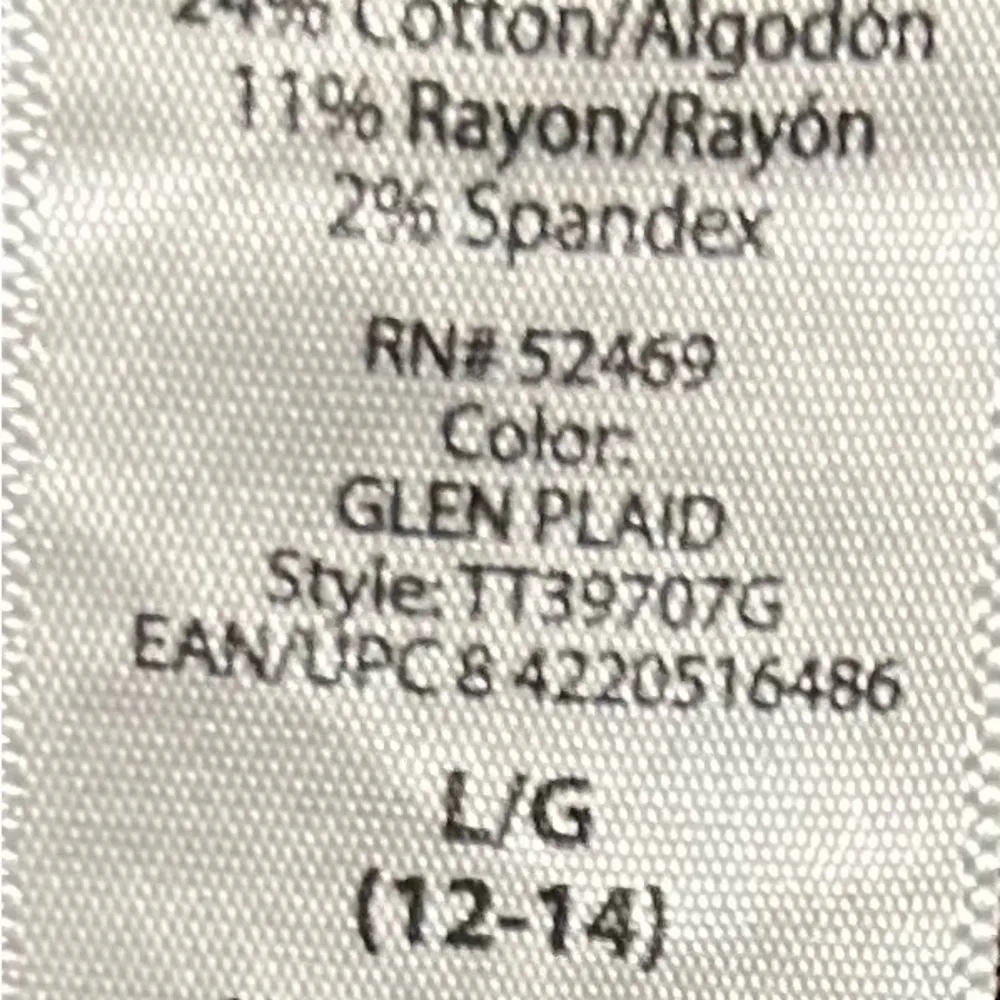 24% Cotton/Algodón
11% Rayon/Rayón
2% Spandex
RN# 52469
Color:
GLEN PLAID
Style: TT39707G
EAN/UPC 8 4220516486
L/G
(12-14)